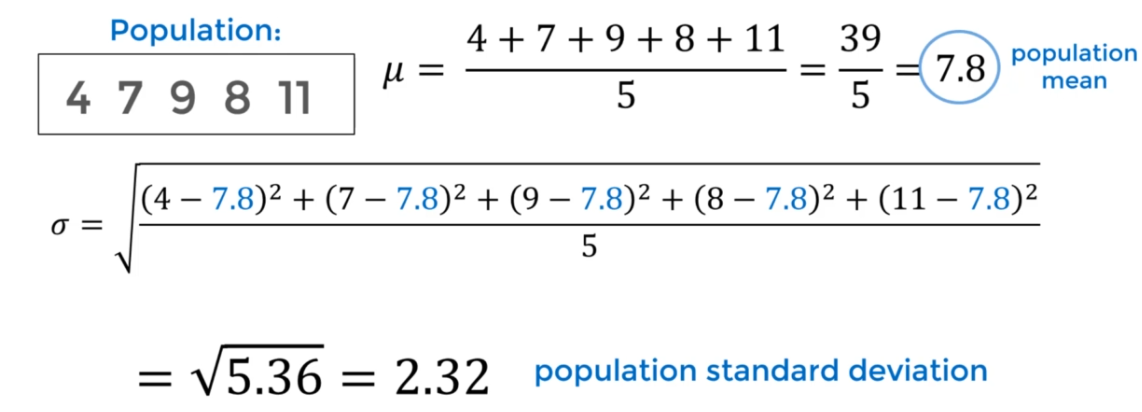 Population:
4 7 9 8 11
μ = (4 + 7 + 9 + 8 + 11)/5 = 39/5 = 7.8
population
mean
σ = √(((4 − 7.8)² + (7 − 7.8)² + (9 − 7.8)² + (8 − 7.8)² + (11 − 7.8)²)/5)
= √5.36 = 2.32 population standard deviation